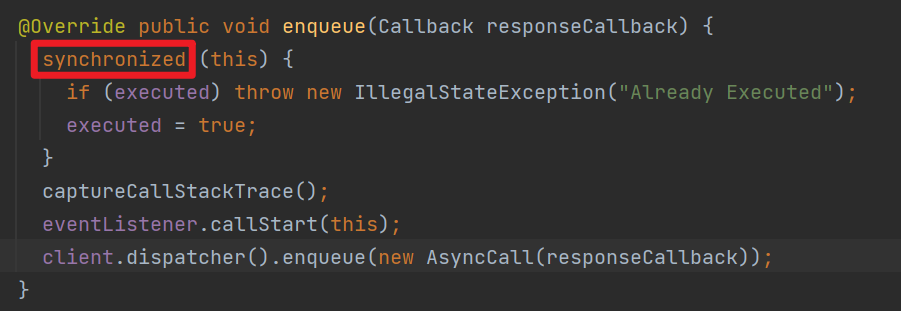 @Override public void enqueue(Callback responseCallback) {
synchronized (this) {
if (executed) throw new IllegalStateException("Already Executed");
executed = true;
}
captureCallStackTrace();
eventListener.callStart(this);
client.dispatcher().enqueue(new AsyncCall(responseCallback));
}